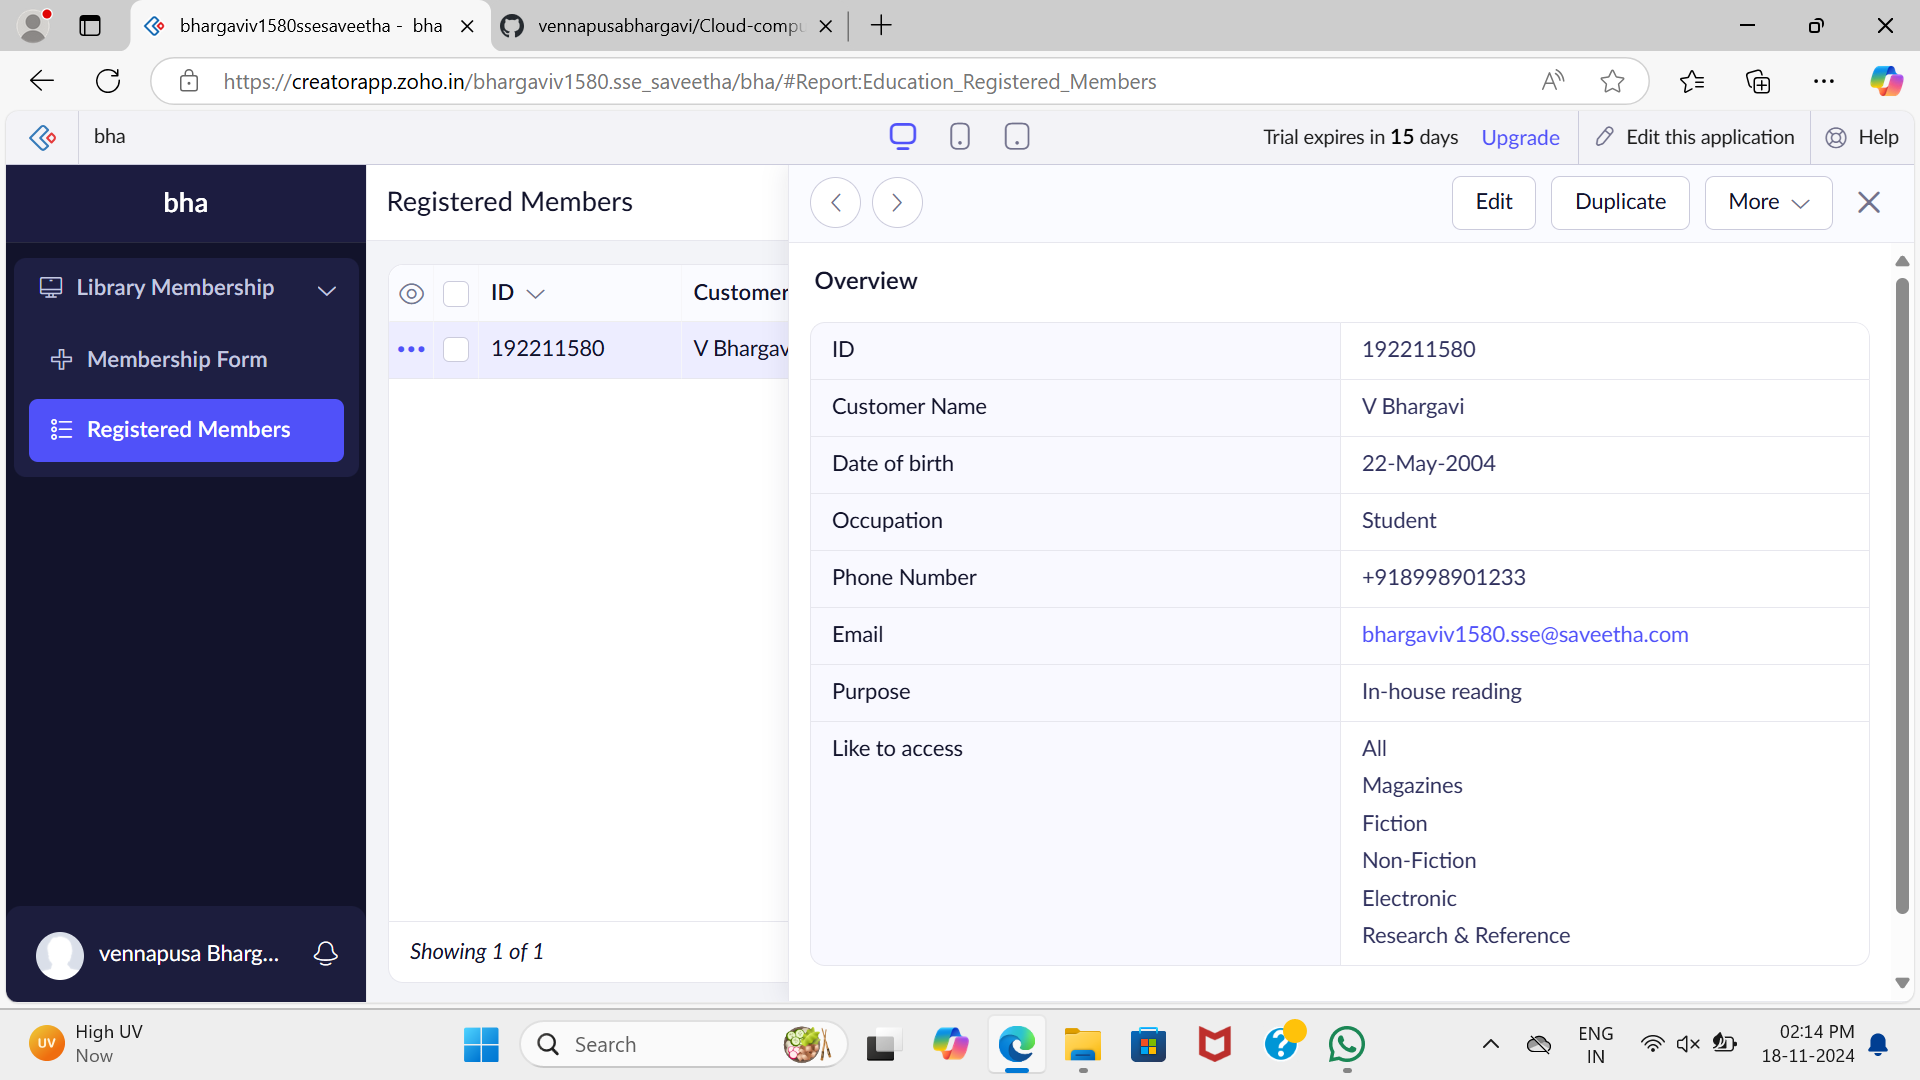 bhargaviv1580ssesaveetha - bha
vennapusabhargavi/Cloud-compu
https://creatorapp.zoho.in/bhargaviv1580.sse_saveetha/bha/#Report:Education_Registered_Members
bha
Trial expires in 15 days
Upgrade
Edit this application
Help
bha
Library Membership
Membership Form
Registered Members
vennapusa Bharg...
Registered Members
ID
Customer
192211580
V Bhargav
Showing 1 of 1
Edit
Duplicate
More
Overview
ID 192211580
Customer Name V Bhargavi
Date of birth 22-May-2004
Occupation Student
Phone Number +918998901233
Email bhargaviv1580.sse@saveetha.com
Purpose In-house reading
Like to access All
Magazines
Fiction
Non-Fiction
Electronic
Research & Reference
UV
High UV
Now
Search
ENG
IN
02:14 PM
18-11-2024